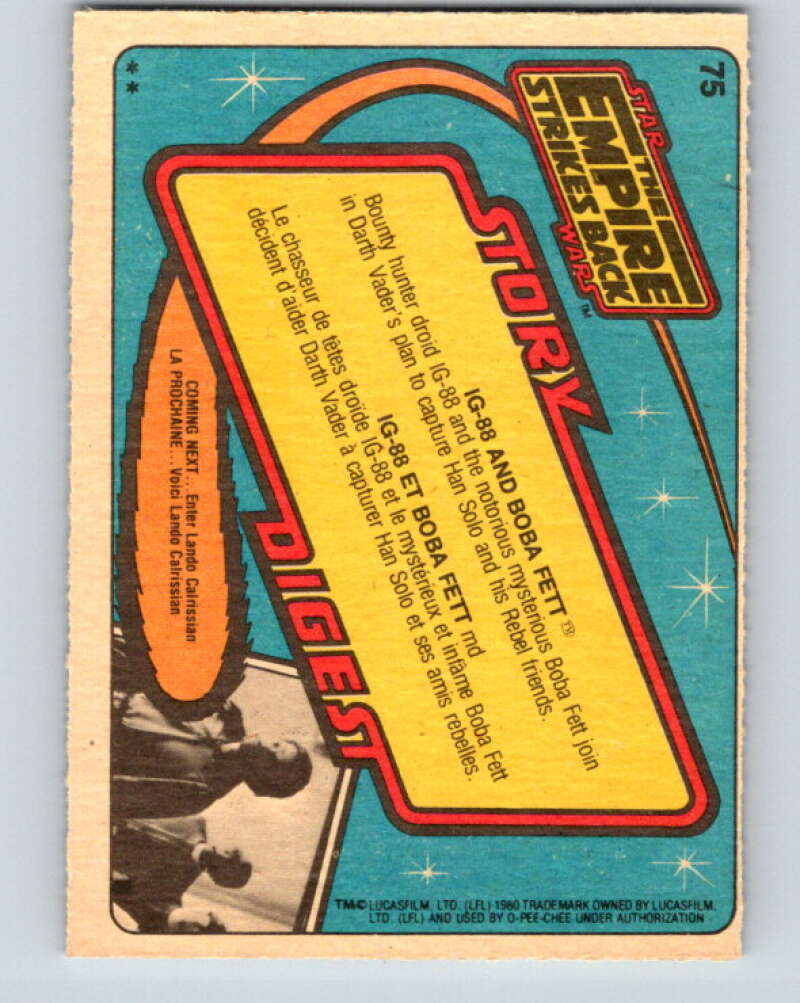 75
STAR
THE
EMPIRE
STRIKES BACK
WARS ™
STORY
IG-88 AND BOBA FETT ™
Bounty hunter droid IG-88 and the notorious mysterious Boba Fett join
in Darth Vader's plan to capture Han Solo and his Rebel friends.
IG-88 ET BOBA FETT md
Le chasseur de têtes droide IG-88 et le mystérieux et infâme Boba Fett
décident d'aider Darth Vader à capturer Han Solo et ses amis rebelles.
DIGEST
COMING NEXT... Enter Lando Calrissian
LA PROCHAINE... Voici Lando Calrissian
**
TM© LUCASFILM, LTD. (LFL) 1980 TRADEMARK OWNED BY LUCASFILM,
LTD. (LFL) AND USED BY O-PEE-CHEE UNDER AUTHORIZATION